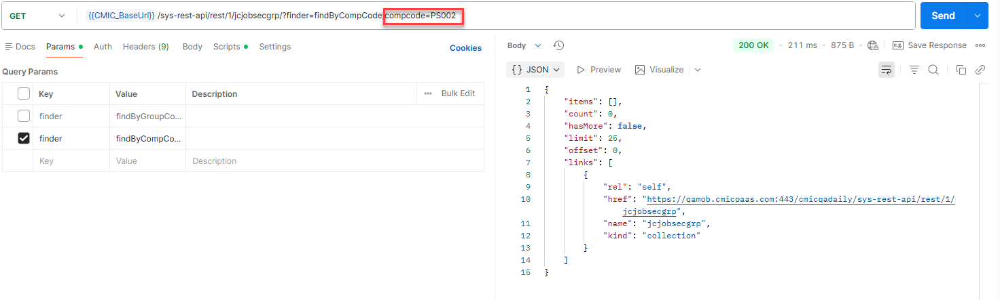 GET {{CMIC_BaseUrl}} /sys-rest-api/rest/1/jcjobsecgrp/?finder=findByCompCode;compcode=PS002 Send
Docs Params Auth Headers (9) Body Scripts Settings Cookies
Query Params
Key Value Description Bulk Edit
finder findByGroupCo...
finder findByCompCo...
Key Value Description
Body 200 OK 211 ms 875 B e.g. Save Response
{} JSON Preview Visualize
1 {
2 "items": [],
3 "count": 0,
4 "hasMore": false,
5 "limit": 25,
6 "offset": 0,
7 "links": [
8 {
9 "rel": "self",
10 "href": "https://qamob.cmicpaas.com:443/cmicqadaily/sys-rest-api/rest/1/
jcjobsecgrp",
11 "name": "jcjobsecgrp",
12 "kind": "collection"
13 }
14 ]
15 }